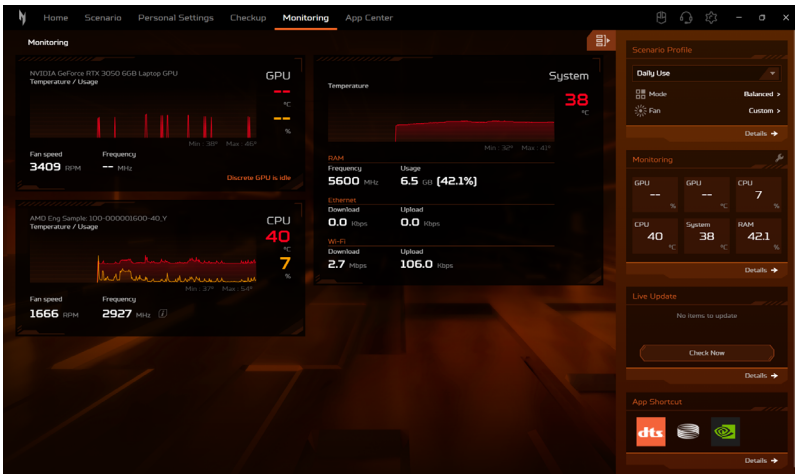 Home Scenario Personal Settings Checkup Monitoring App Center
Monitoring
NVIDIA GeForce RTX 3050 6GB Laptop GPU
Temperature / Usage
GPU
--
°C
--
%
Min : 38° Max : 46°
Fan speed Frequency
3409 RPM -- MHz
Discrete GPU is idle
AMD Eng Sample: 100-000001600-40_Y
Temperature / Usage
CPU
40
°C
7
%
Min : 37° Max : 54°
Fan speed Frequency
1666 RPM 2927 MHz
System
Temperature
38
°C
Min : 32° Max : 41°
RAM
Frequency Usage
5600 MHz 6.5 GB [42.1%]
Ethernet
Download Upload
0.0 Kbps 0.0 Kbps
Wi-Fi
Download Upload
2.7 Mbps 106.0 Kbps
Scenario Profile
Daily Use
Mode Balanced >
Fan Custom >
Details
Monitoring
GPU GPU CPU
-- -- 7
% °C %
CPU System RAM
40 38 42.1
°C °C %
Details
Live Update
No items to update
Check Now
Details
App Shortcut
dts
Details